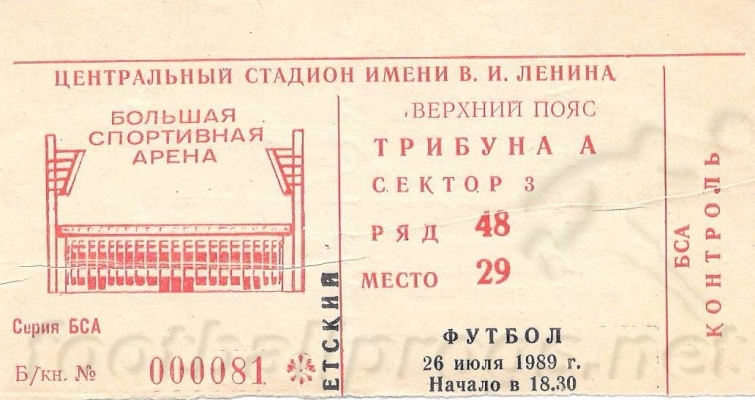 ЦЕНТРАЛЬНЫЙ СТАДИОН ИМЕНИ В. И. ЛЕНИНА
БОЛЬШАЯ
СПОРТИВНАЯ
АРЕНА
Серия БСА
Б/кн. № 000081
ЕТСКИЙ
ВЕРХНИЙ ПОЯС
ТРИБУНА А
СЕКТОР 3
РЯД 48
МЕСТО 29
ФУТБОЛ
26 июля 1989 г.
Начало в 18.30
БСА
КОНТРОЛЬ